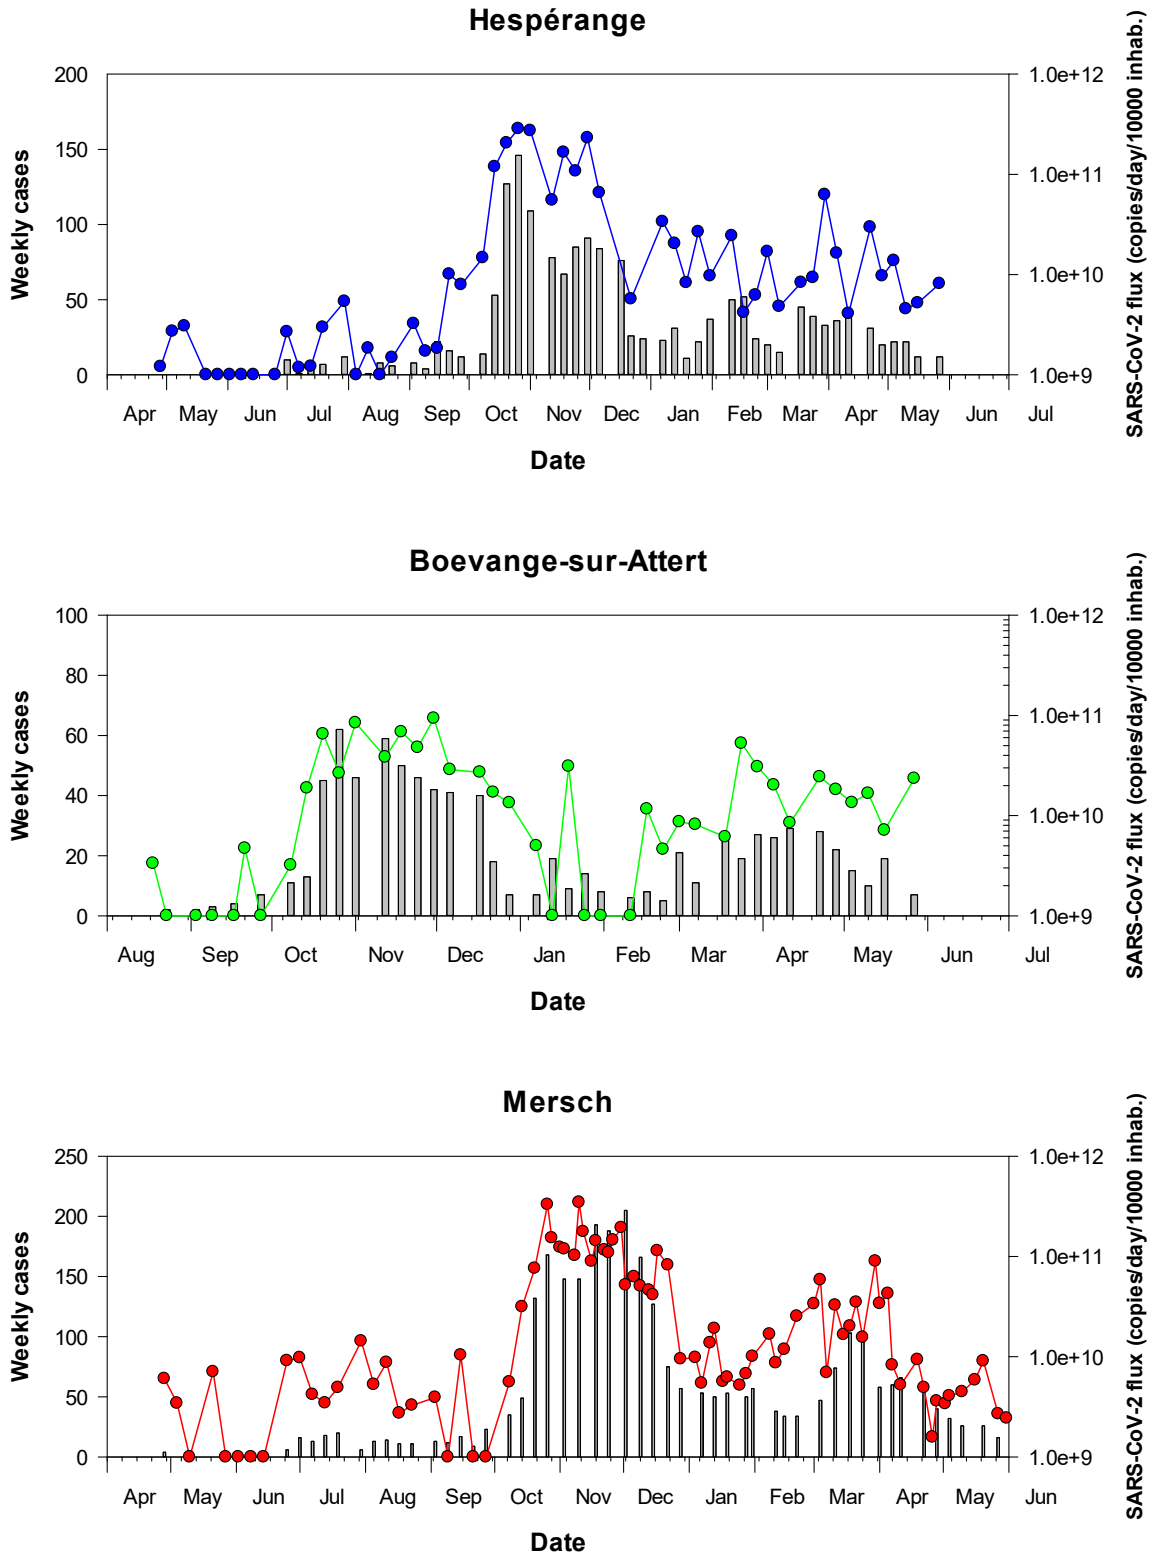 Hespérange
200
150
100
50
0
Weekly cases
1.0e+12
1.0e+11
1.0e+10
1.0e+9
SARS-CoV-2 flux (copies/day/10000 inhab.)
Apr May Jun Jul Aug Sep Oct Nov Dec Jan Feb Mar Apr May Jun Jul
Date
Boevange-sur-Attert
100
80
60
40
20
0
Weekly cases
1.0e+12
1.0e+11
1.0e+10
1.0e+9
SARS-CoV-2 flux (copies/day/10000 inhab.)
Aug Sep Oct Nov Dec Jan Feb Mar Apr May Jun Jul
Date
Mersch
250
200
150
100
50
0
Weekly cases
1.0e+12
1.0e+11
1.0e+10
1.0e+9
SARS-CoV-2 flux (copies/day/10000 inhab.)
Apr May Jun Jul Aug Sep Oct Nov Dec Jan Feb Mar Apr May Jun
Date